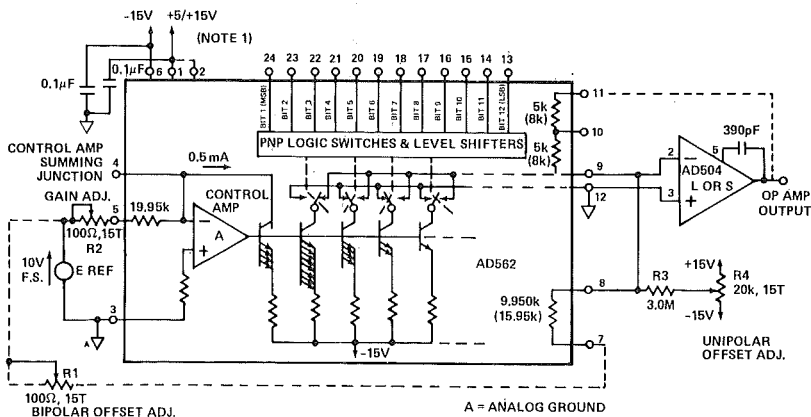 -15V
+5/+15V
(NOTE 1)
0.1μF
0.1μF
6
1
2
24
23
22
21
20
19
18
17
16
15
14
13
BIT 1 (MSB)
BIT 2
BIT 3
BIT 4
BIT 5
BIT 6
BIT 7
BIT 8
BIT 9
BIT 10
BIT 11
BIT 12 (LSB)
PNP LOGIC SWITCHES & LEVEL SHIFTERS
5k
(8k)
5k
(8k)
11
10
9
12
390pF
5
2
AD504
L OR S
3
OP AMP
OUTPUT
CONTROL AMP
SUMMING
JUNCTION
4
0.5mA
GAIN ADJ.
5
19.95k
CONTROL
AMP
A
100Ω, 15T
R2
10V
F.S.
E REF
3
A
AD562
-15V
9.950k
(15.95k)
8
7
R3
3.0M
+15V
R4
20k, 15T
-15V
UNIPOLAR
OFFSET ADJ.
R1
100Ω, 15T
BIPOLAR OFFSET ADJ.
A = ANALOG GROUND